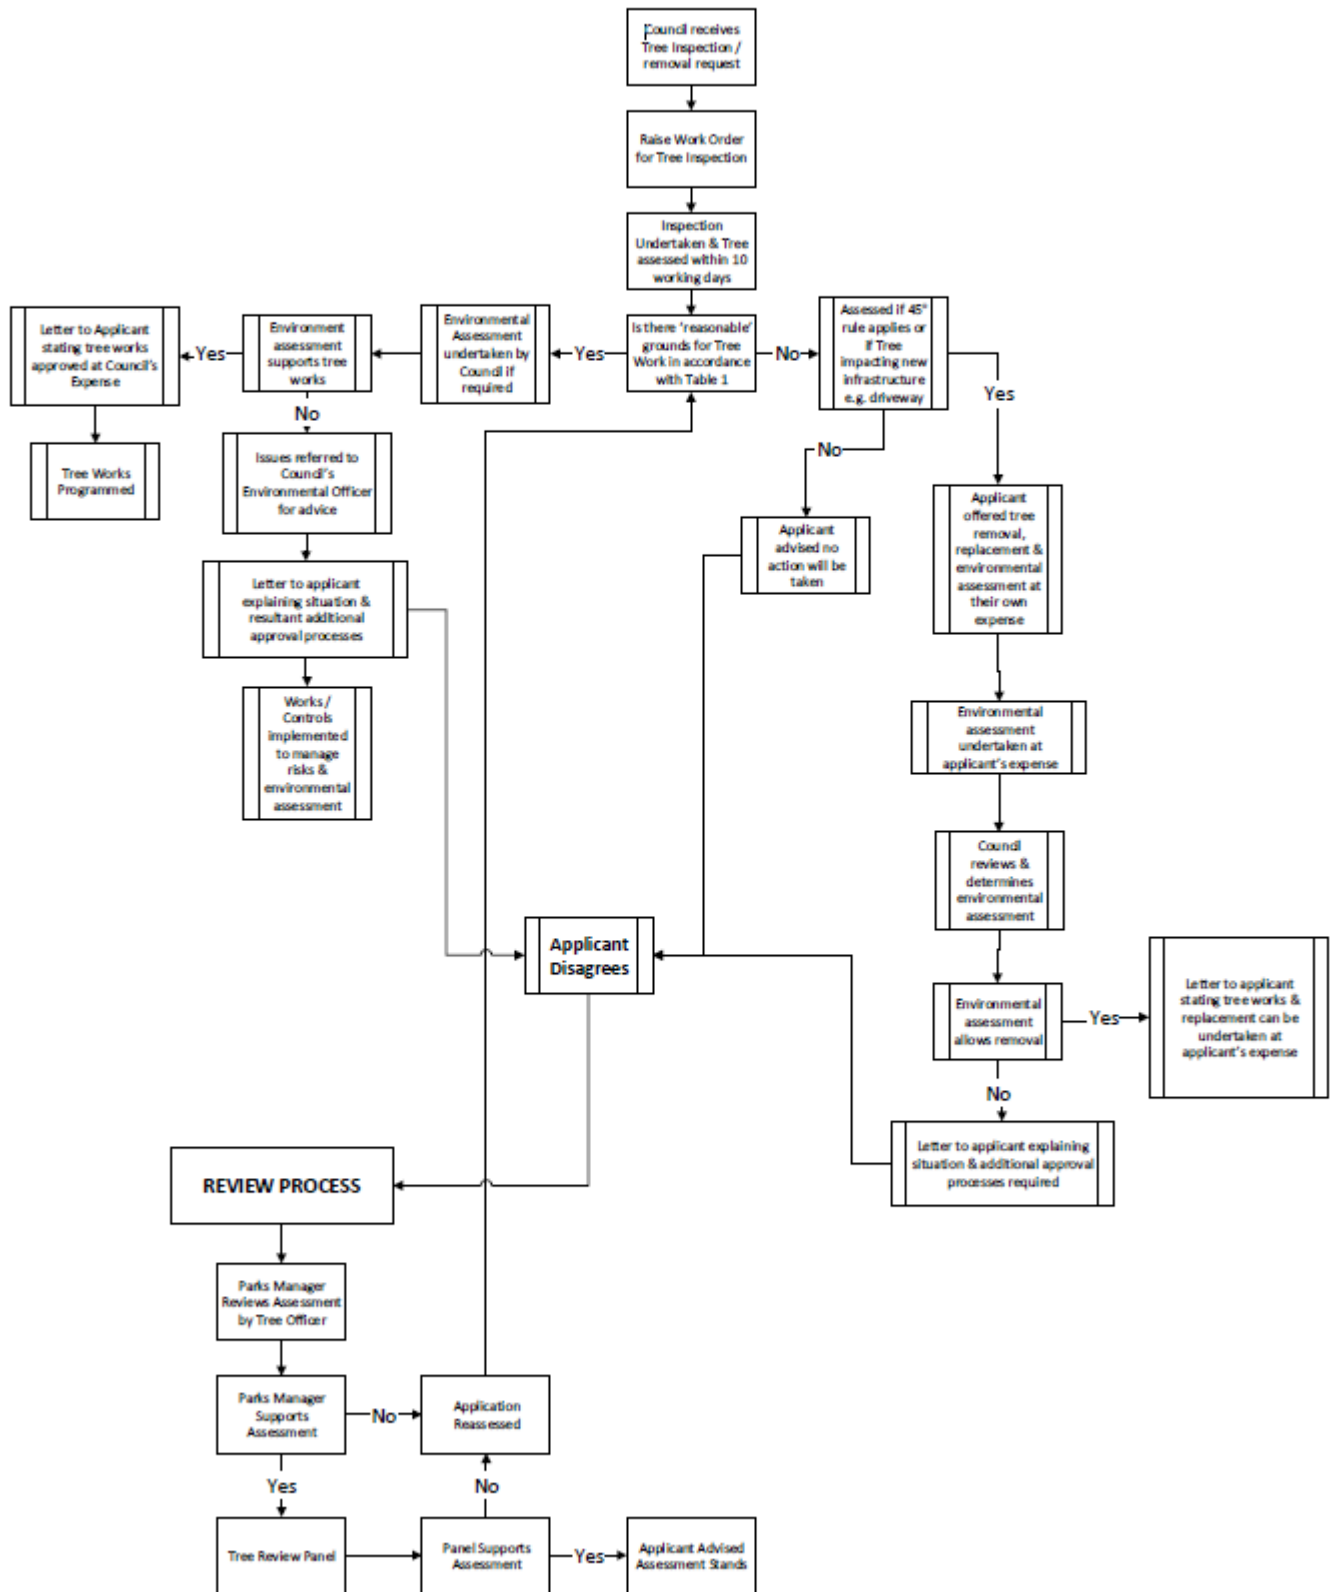 Council receives
Tree Inspection /
removal request
Raise Work Order
for Tree Inspection
Inspection
Undertaken & Tree
assessed within 10
working days
Is there 'reasonable'
grounds for Tree
Work in accordance
with Table 1
Yes
No
Environmental
Assessment
undertaken by
Council if
required
Environment
assessment
supports tree
works
Yes
Letter to Applicant
stating tree works
approved at Council's
Expense
Tree Works
Programmed
No
Issues referred to
Council's
Environmental Officer
for advice
Letter to applicant
explaining situation &
resultant additional
approval processes
Works /
Controls
implemented
to manage
risks &
environmental
assessment
Assessed if 45°
rule applies or
if Tree
impacting new
infrastructure
e.g. driveway
Yes
No
Applicant
advised no
action will be
taken
Applicant
offered tree
removal,
replacement &
environmental
assessment at
their own
expense
Environmental
assessment
undertaken at
applicant's expense
Council
reviews &
determines
environmental
assessment
Environmental
assessment
allows removal
Yes
Letter to applicant
stating tree works &
replacement can be
undertaken at
applicant's expense
No
Letter to applicant explaining
situation & additional approval
processes required
Applicant
Disagrees
REVIEW PROCESS
Parks Manager
Reviews Assessment
by Tree Officer
Parks Manager
Supports
Assessment
No
Application
Reassessed
Yes
No
Tree Review Panel
Panel Supports
Assessment
Yes
Applicant Advised
Assessment Stands